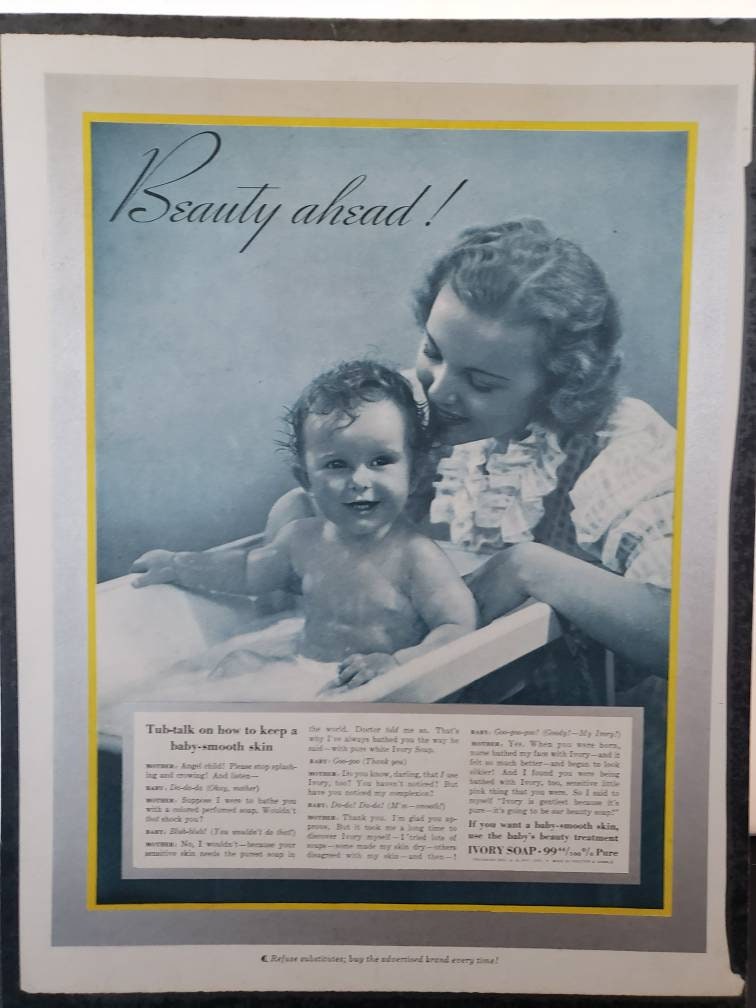 Beauty ahead!
Tub-talk on how to keep a
baby-smooth skin
MOTHER: Angel child! Please stop splash-
ing and crowing! And listen—
BABY: Do-da-da (Okay, mother)
MOTHER: Suppose I were to bathe you
with a colored perfumed soap. Wouldn't
that shock you?
BABY: Blub-blub! (You wouldn't do that!)
MOTHER: No, I wouldn't—because your
sensitive skin needs the purest soap in
the world. Doctor told me so. That's
why I've always bathed you the way he
said—with pure white Ivory Soap.
BABY: Goo-goo (Thank you)
MOTHER: Do you know, darling, that I use
Ivory, too? You haven't noticed? But
have you noticed my complexion?
BABY: Da-da! Da-da! (M'm—smooth!)
MOTHER: Thank you. I'm glad you ap-
prove. But it took me a long time to
discover Ivory myself—I tried lots of
soaps—some made my skin dry—others
disagreed with my skin—and then—!
BABY: Goo-goo-goo! (Goody!—My Ivory!)
MOTHER: Yes. When you were born,
nurse bathed my face with Ivory—and it
felt so much better—and began to look
silkier! And I found you were being
bathed with Ivory, too, sensitive little
pink thing that you were. So I said to
myself "Ivory is gentlest because it's
pure—it's going to be our beauty soap!"
If you want a baby-smooth skin,
use the baby's beauty treatment
IVORY SOAP · 99 44/100 % Pure
Refuse substitutes; buy the advertised brand every time!